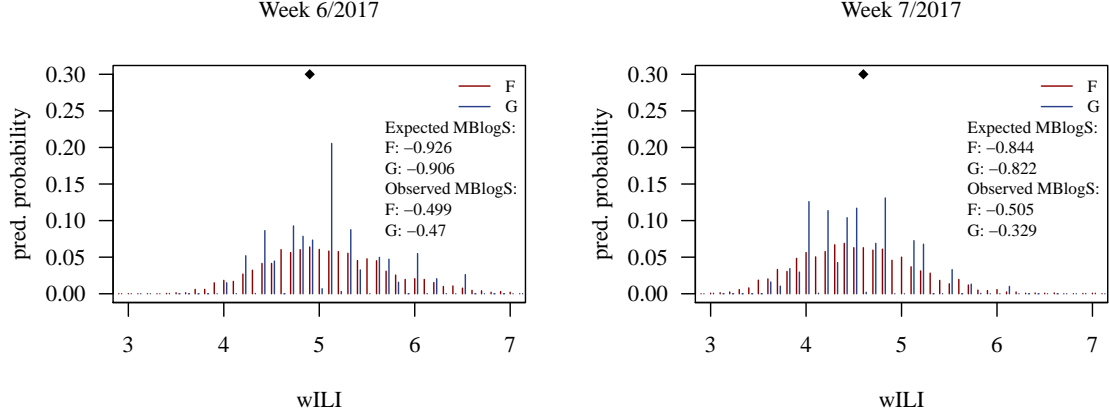 Week 6/2017
pred. probability
0.30
0.25
0.20
0.15
0.10
0.05
0.00
F
G
Expected MBlogS:
F: −0.926
G: −0.906
Observed MBlogS:
F: −0.499
G: −0.47
3 4 5 6 7
wILI
Week 7/2017
pred. probability
0.30
0.25
0.20
0.15
0.10
0.05
0.00
F
G
Expected MBlogS:
F: −0.844
G: −0.822
Observed MBlogS:
F: −0.505
G: −0.329
3 4 5 6 7
wILI